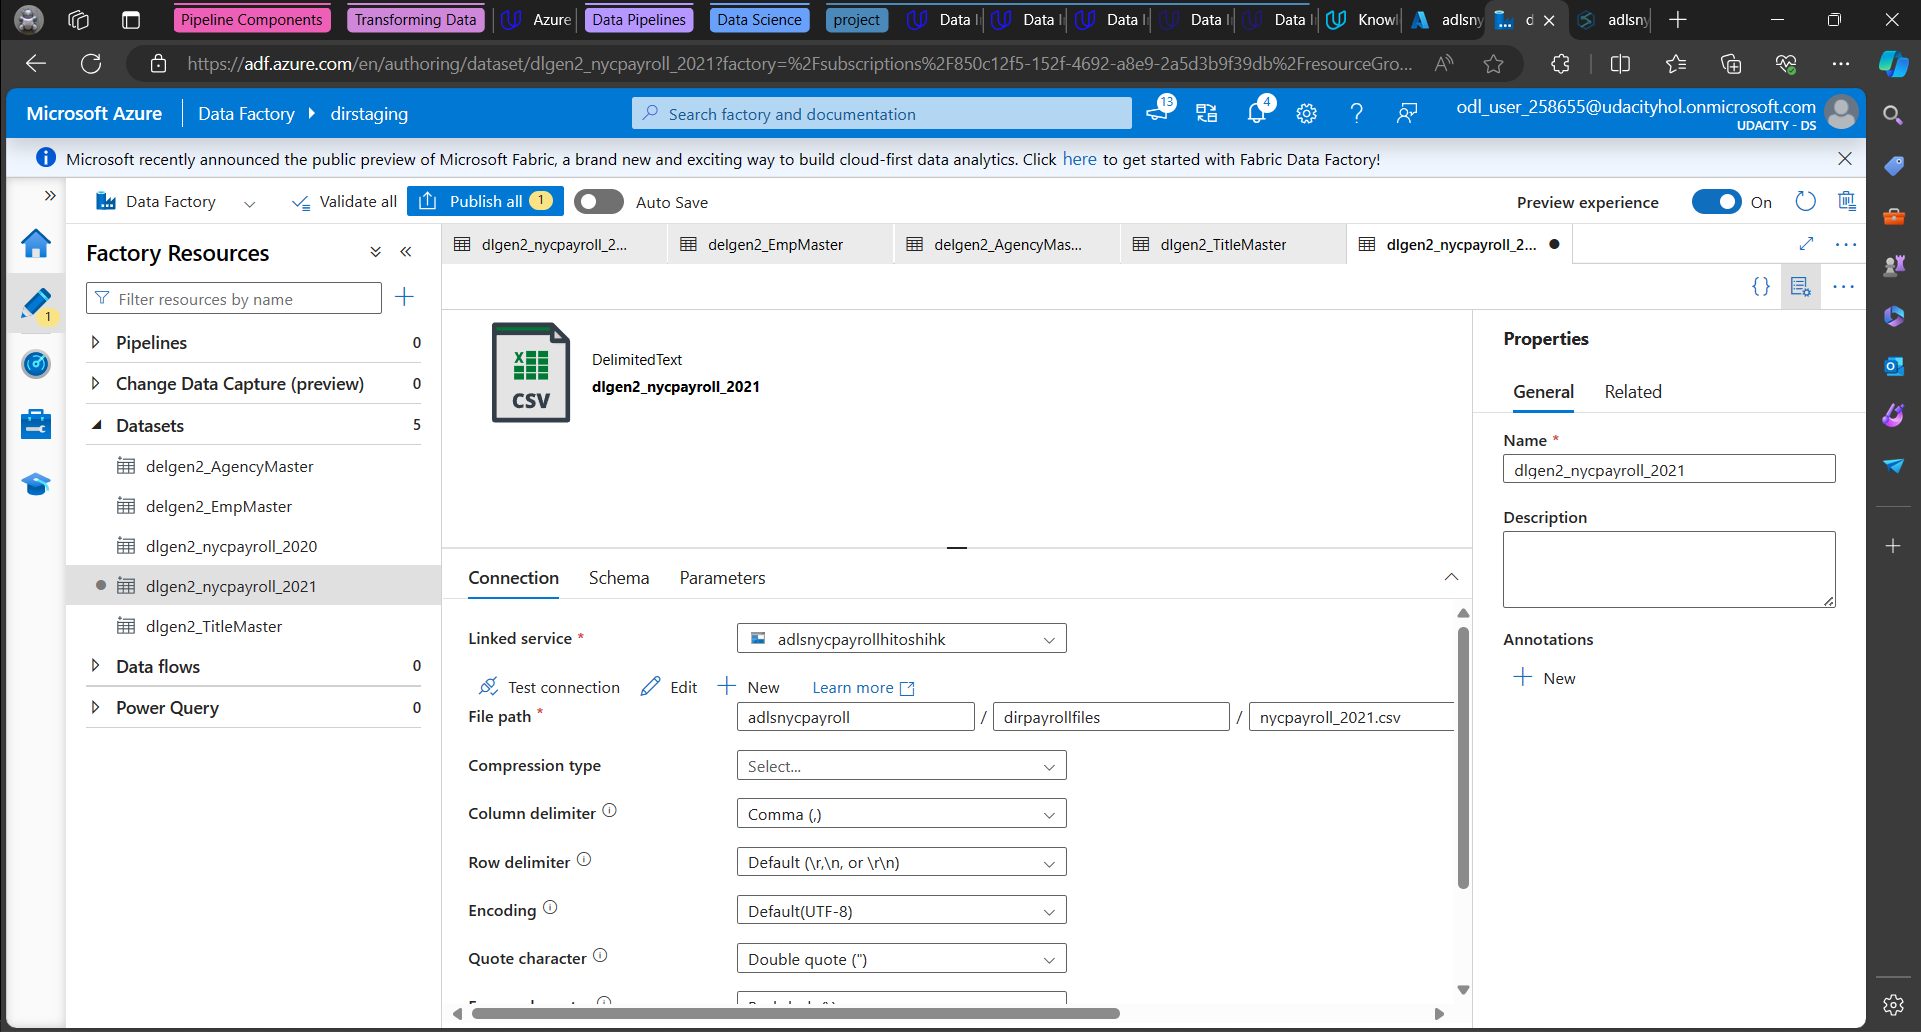 Pipeline Components
Transforming Data
Azure
Data Pipelines
Data Science
project
Data I
Data I
Data I
Data I
Data I
Knowl
adlsny
d
adlsny
https://adf.azure.com/en/authoring/dataset/dlgen2_nycpayroll_2021?factory=%2Fsubscriptions%2F850c12f5-152f-4692-a8e9-2a5d3b9f39db%2FresourceGro...
Microsoft Azure
Data Factory
dirstaging
Search factory and documentation
13
4
odl_user_258655@udacityhol.onmicrosoft.com
UDACITY - DS
Microsoft recently announced the public preview of Microsoft Fabric, a brand new and exciting way to build cloud-first data analytics. Click here to get started with Fabric Data Factory!
Data Factory
Validate all
Publish all 1
Auto Save
Preview experience
On
Factory Resources
Filter resources by name
1
Pipelines 0
Change Data Capture (preview) 0
Datasets 5
delgen2_AgencyMaster
delgen2_EmpMaster
dlgen2_nycpayroll_2020
dlgen2_nycpayroll_2021
dlgen2_TitleMaster
Data flows 0
Power Query 0
dlgen2_nycpayroll_2...
delgen2_EmpMaster
delgen2_AgencyMas...
dlgen2_TitleMaster
dlgen2_nycpayroll_2...
{}
CSV
DelimitedText
dlgen2_nycpayroll_2021
Connection
Schema
Parameters
Linked service *
adlsnycpayrollhitoshihk
Test connection
Edit
New
Learn more
File path *
adlsnycpayroll / dirpayrollfiles / nycpayroll_2021.csv
Compression type
Select...
Column delimiter
Comma (,)
Row delimiter
Default (\r,\n, or \r\n)
Encoding
Default(UTF-8)
Quote character
Double quote (")
Properties
General
Related
Name *
dlgen2_nycpayroll_2021
Description
Annotations
New